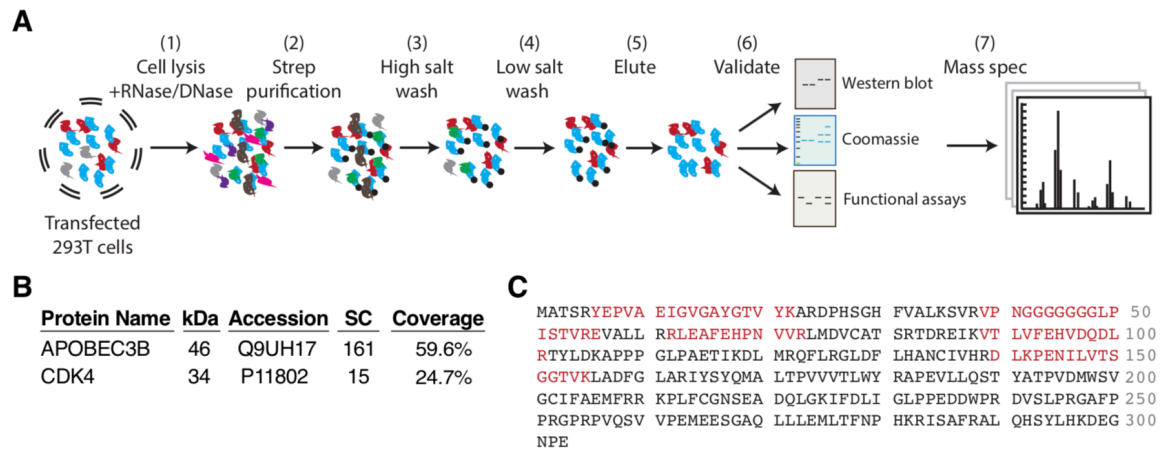 A
(1)
Cell lysis
+RNase/DNase
(2)
Strep
purification
(3)
High salt
wash
(4)
Low salt
wash
(5)
Elute
(6)
Validate
(7)
Mass spec
Western blot
Coomassie
Functional assays
Transfected
293T cells
B
Protein Name kDa Accession SC Coverage
APOBEC3B 46 Q9UH17 161 59.6%
CDK4 34 P11802 15 24.7%
C
MATSRYEPVA EIGVGAYGTV YKARDPHSGH FVALKSVRVP NGGGGGGGLP 50
ISTVREVALL RRLEAFEHPN VVRLMDVCAT SRTDREIKVT LVFEHVDQDL 100
RTYLDKAPPP GLPAETIKDL MRQFLRGLDF LHANCIVHRD LKPENILVTS 150
GGTVKLADFG LARIYSYQMA LTPVVVTLWY RAPEVLLQST YATPVDMWSV 200
GCIFAEMFRR KPLFCGNSEA DQLGKIFDLI GLPPEDDWPR DVSLPRGAFP 250
PRGPRPVQSV VPEMEESGAQ LLLEMLTFNP HKRISAFRAL QHSYLHKDEG 300
NPE